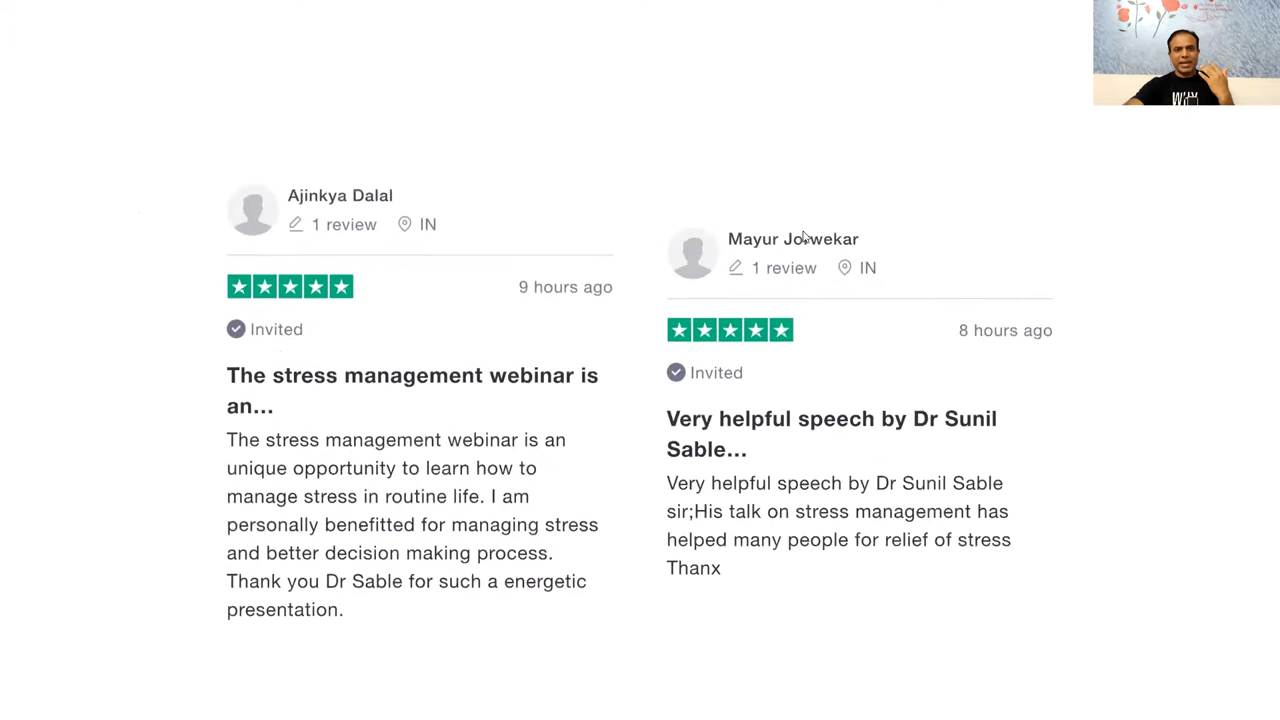 Ajinkya Dalal
1 review IN
9 hours ago
Invited
The stress management webinar is
an...
The stress management webinar is an
unique opportunity to learn how to
manage stress in routine life. I am
personally benefitted for managing stress
and better decision making process.
Thank you Dr Sable for such a energetic
presentation.
Mayur
1 review IN
8 hours ago
Invited
Very helpful speech by Dr Sunil
Sable...
Very helpful speech by Dr Sunil Sable
sir;His talk on stress management has
helped many people for relief of stress
Thanx